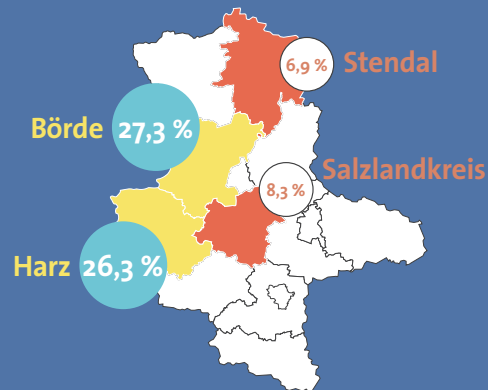 6,9 % Stendal
Börde 27,3 %
Salzlandkreis
8,3 %
Harz 26,3 %